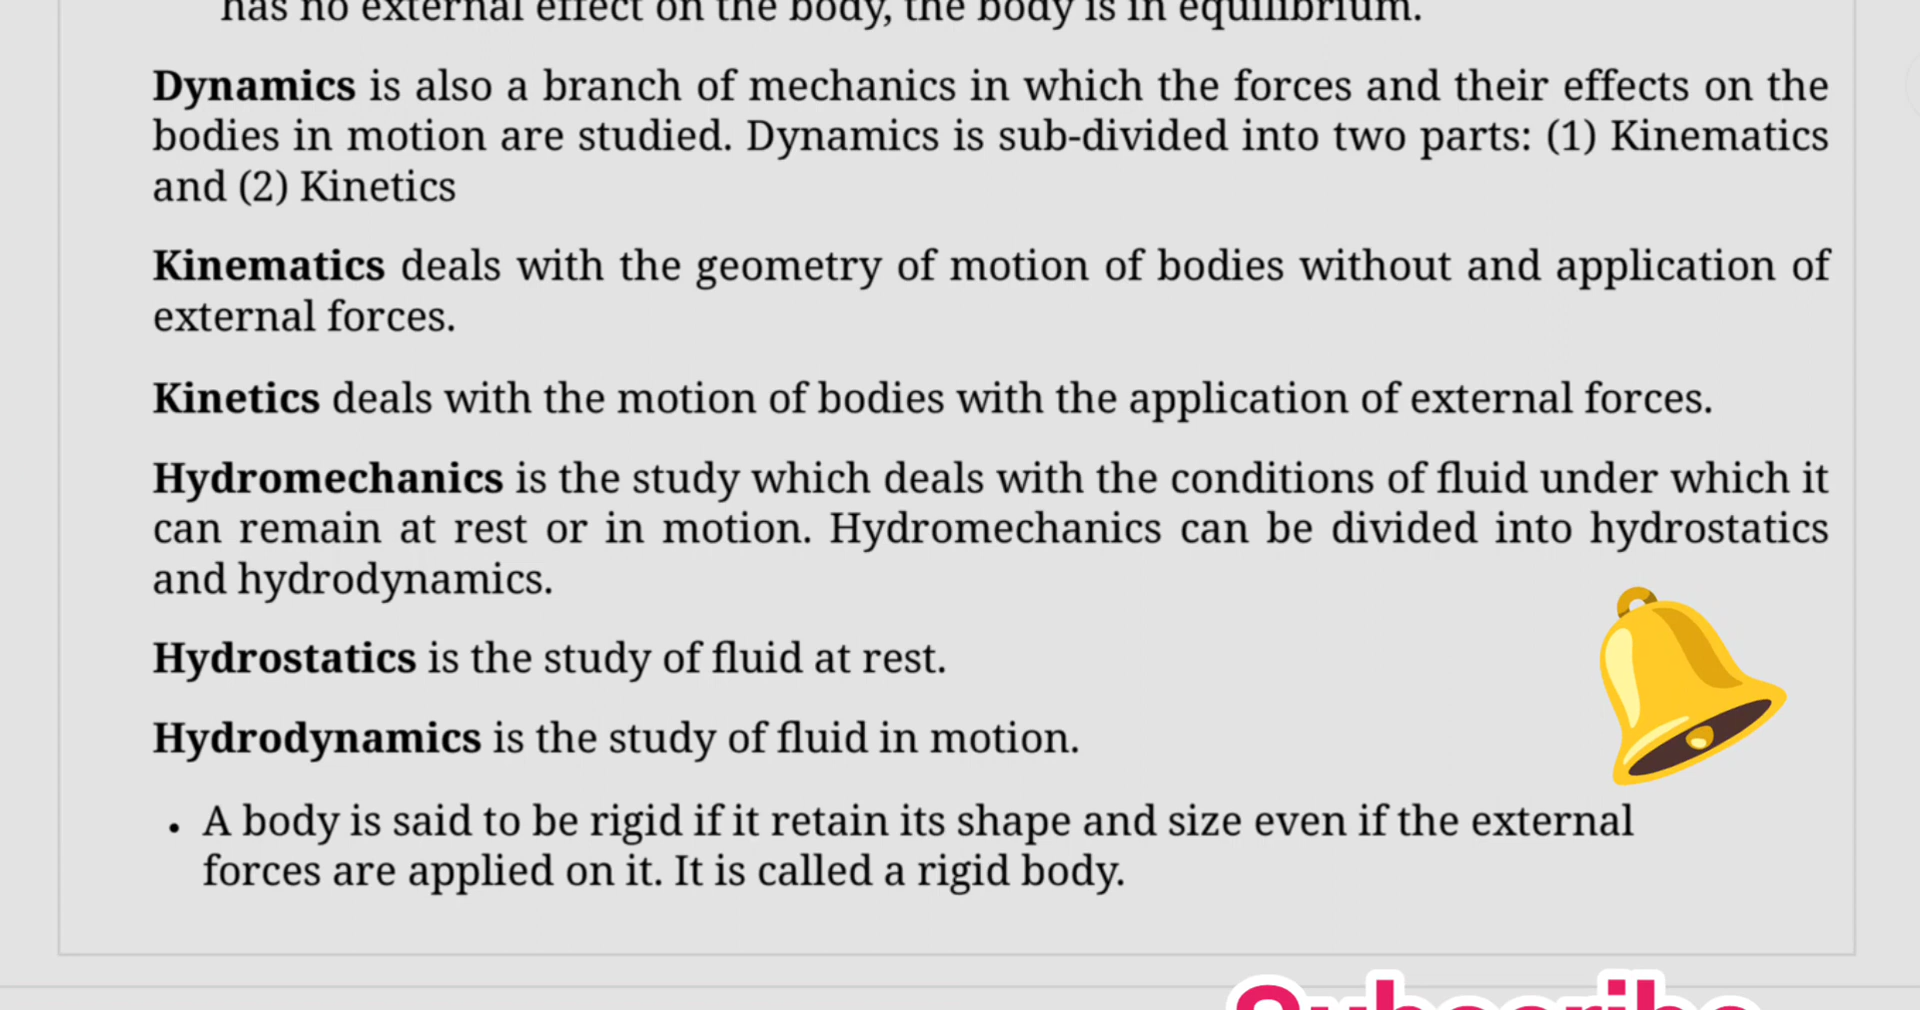 has no external effect on the body, the body is in equilibrium.
Dynamics is also a branch of mechanics in which the forces and their effects on the
bodies in motion are studied. Dynamics is sub-divided into two parts: (1) Kinematics
and (2) Kinetics
Kinematics deals with the geometry of motion of bodies without and application of
external forces.
Kinetics deals with the motion of bodies with the application of external forces.
Hydromechanics is the study which deals with the conditions of fluid under which it
can remain at rest or in motion. Hydromechanics can be divided into hydrostatics
and hydrodynamics.
Hydrostatics is the study of fluid at rest.
Hydrodynamics is the study of fluid in motion.
• A body is said to be rigid if it retain its shape and size even if the external
forces are applied on it. It is called a rigid body.
Subscribe